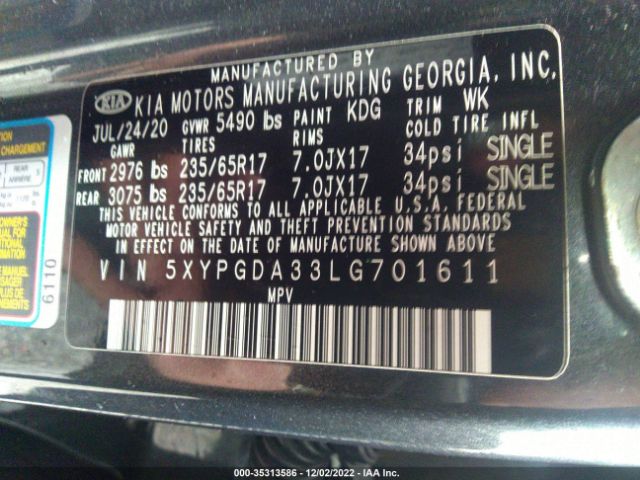 MANUFACTURED BY
KIA KIA MOTORS MANUFACTURING GEORGIA, INC.
JUL/24/20 GVWR 5490 lbs PAINT KDG TRIM WK
GAWR TIRES RIMS COLD TIRE INFL
FRONT 2976 lbs 235/65R17 7.0JX17 34psi SINGLE
REAR 3075 lbs 235/65R17 7.0JX17 34psi SINGLE
THIS VEHICLE CONFORMS TO ALL APPLICABLE U.S.A. FEDERAL
MOTOR VEHICLE SAFETY AND THEFT PREVENTION STANDARDS
IN EFFECT ON THE DATE OF MANUFACTURE SHOWN ABOVE
VIN 5XYPGDA33LG701611
MPV
CHARGEMENT
6110
000-35313586 - 12/02/2022 - IAA Inc.